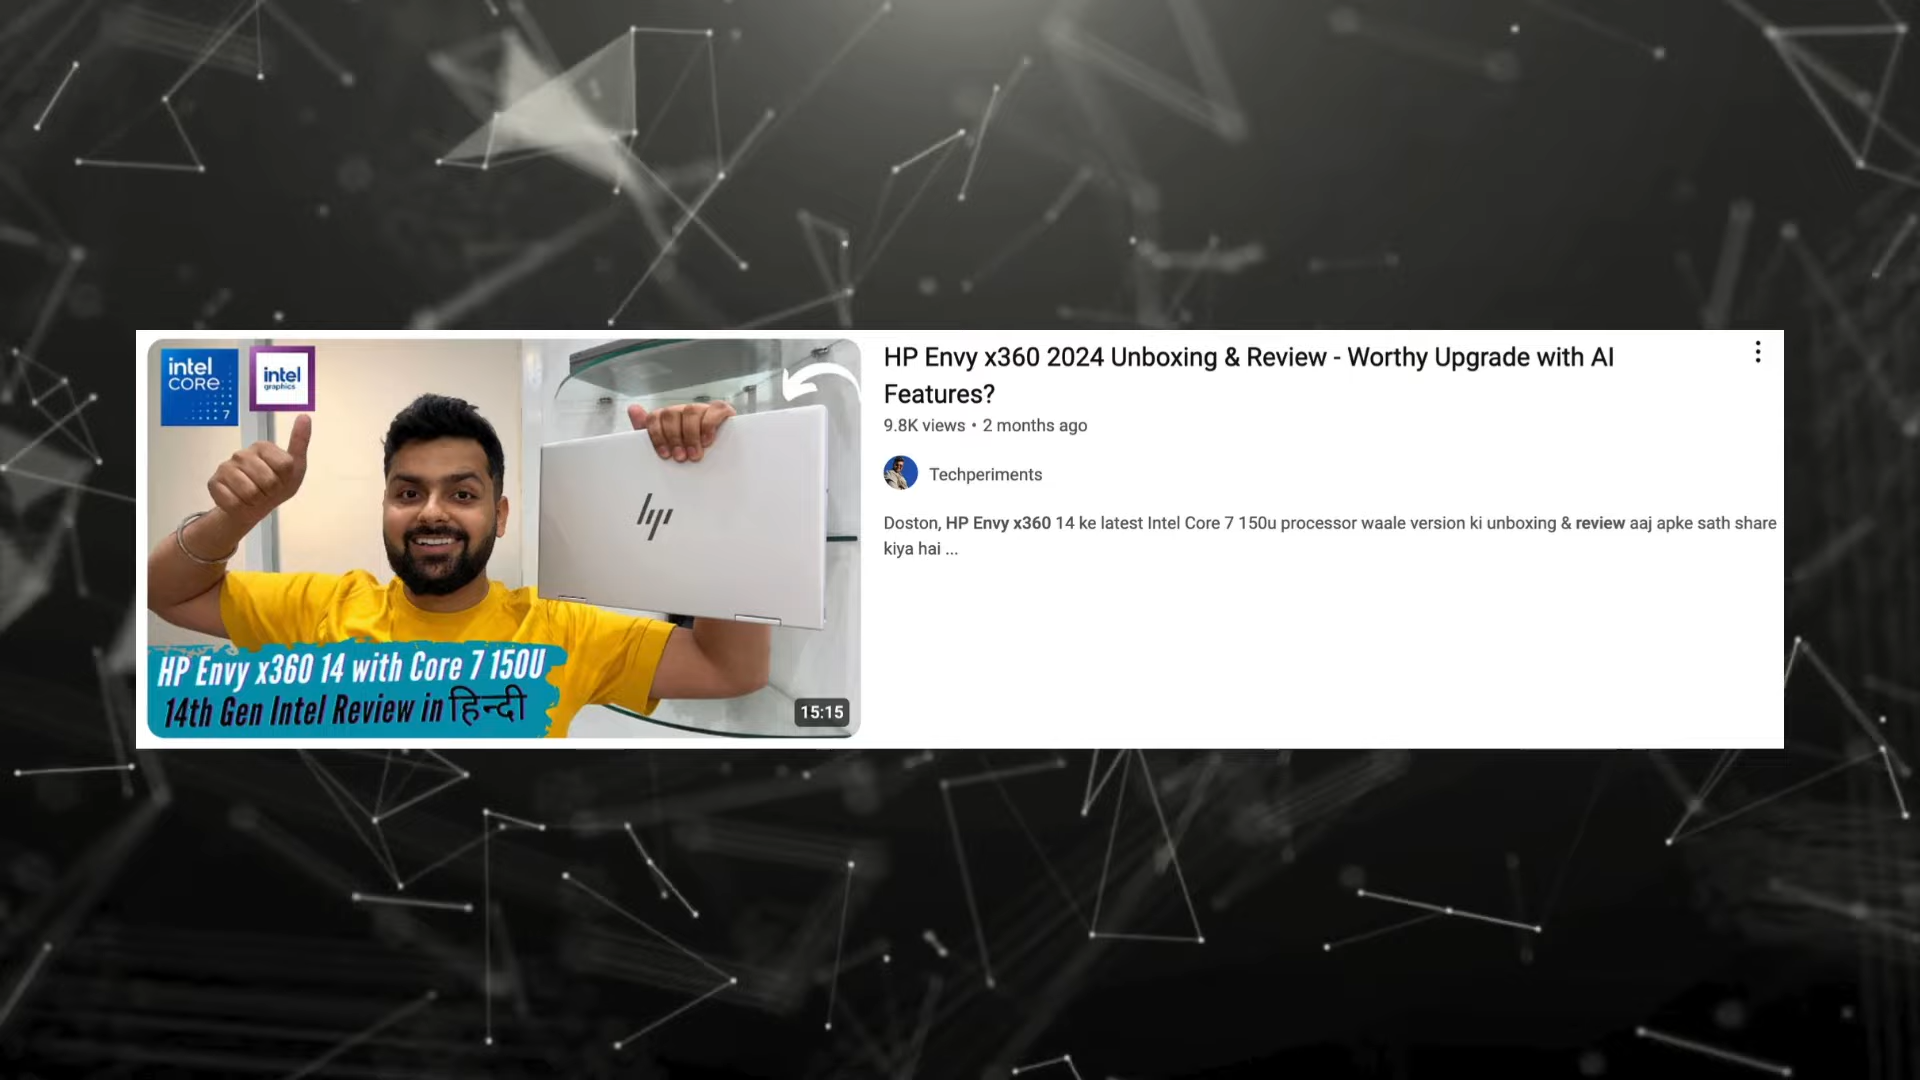 intel
CORE
7
intel
graphics
hp
HP Envy x360 14 with Core 7 150U
14th Gen Intel Review in हिन्दी
15:15
HP Envy x360 2024 Unboxing & Review - Worthy Upgrade with AI
Features?
9.8K views • 2 months ago
Techperiments
Doston, HP Envy x360 14 ke latest Intel Core 7 150u processor waale version ki unboxing & review aaj apke sath share
kiya hai ...